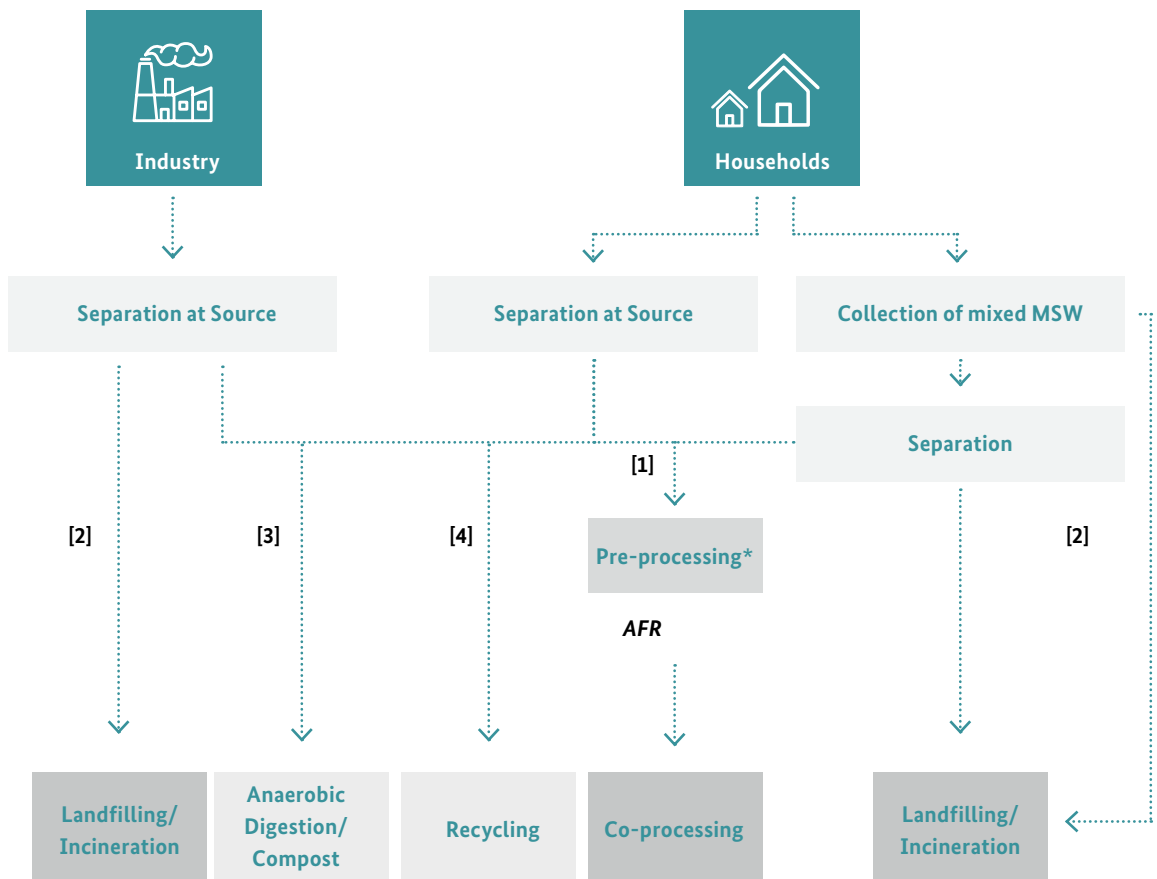 Industry
Households
Separation at Source
Separation at Source
Collection of mixed MSW
Separation
[1]
[2]
[3]
[4]
[2]
Pre-processing*
AFR
Landfilling/
Incineration
Anaerobic
Digestion/
Compost
Recycling
Co-processing
Landfilling/
Incineration